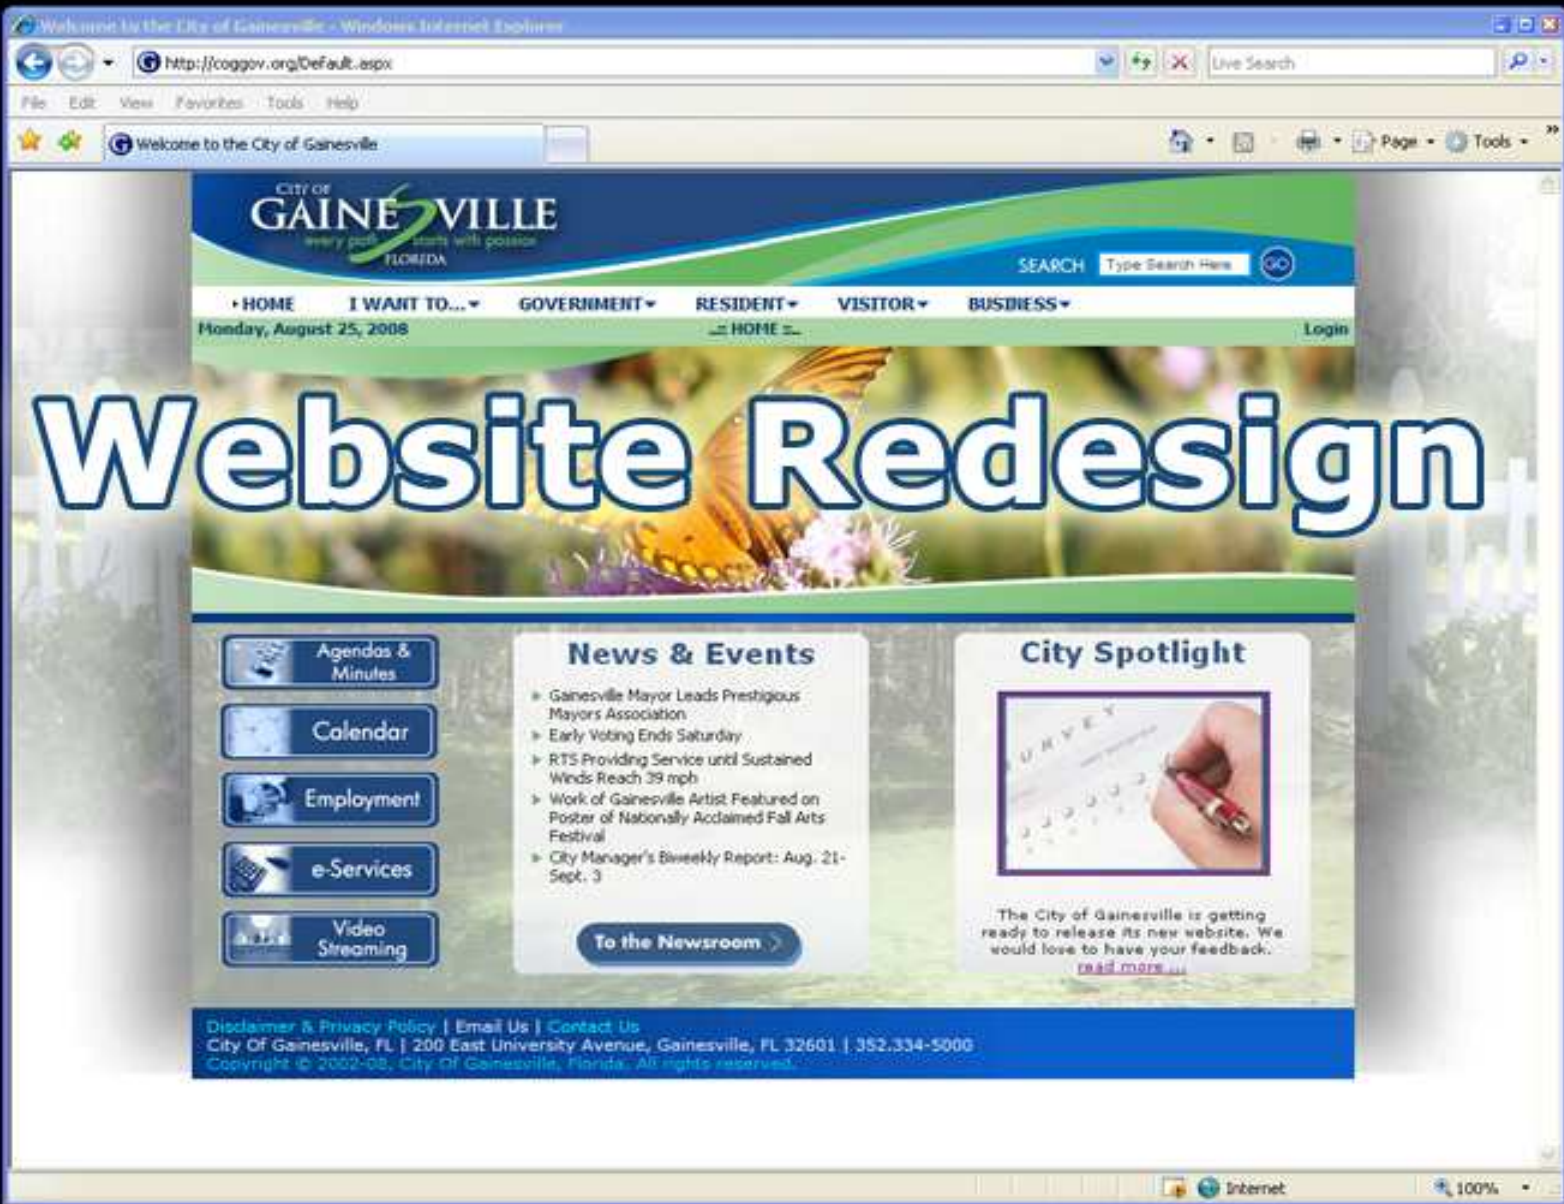 Welcome to the City of Gainesville - Windows Internet Explorer
http://coggov.org/Default.aspx
Live Search
File Edit View Favorites Tools Help
Welcome to the City of Gainesville
Page Tools
CITY OF
GAINESVILLE
every path starts with passion
FLORIDA
SEARCH Type Search Here GO
HOME I WANT TO... GOVERNMENT RESIDENT VISITOR BUSINESS
Monday, August 25, 2008 ..:: HOME ::.. Login
Website Redesign
Agendas &
Minutes
Calendar
Employment
e-Services
Video
Streaming
News & Events
Gainesville Mayor Leads Prestigious
Mayors Association
Early Voting Ends Saturday
RTS Providing Service until Sustained
Winds Reach 39 mph
Work of Gainesville Artist Featured on
Poster of Nationally Acclaimed Fall Arts
Festival
City Manager's Biweekly Report: Aug. 21-
Sept. 3
To the Newsroom
City Spotlight
URVEY
The City of Gainesville is getting
ready to release its new website. We
would love to have your feedback.
read more ...
Disclaimer & Privacy Policy | Email Us | Contact Us
City Of Gainesville, FL | 200 East University Avenue, Gainesville, FL 32601 | 352.334-5000
Copyright © 2002-08, City Of Gainesville, Florida. All rights reserved.
Internet 100%